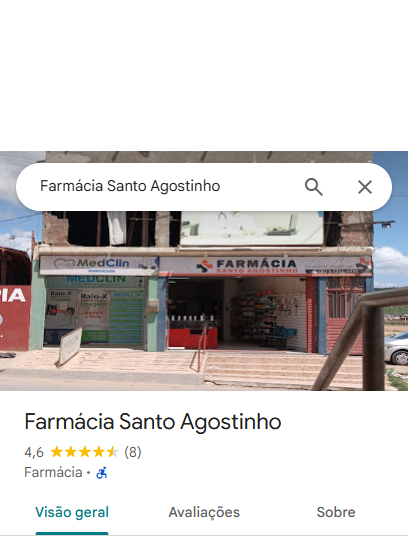 Farmácia Santo Agostinho
MedClin
FARMÁCIA
SANTO AGOSTINHO
MEDCLIN
Raio-X
Raio-X
Farmácia Santo Agostinho
4,6 (8)
Farmácia
Visão geral
Avaliações
Sobre